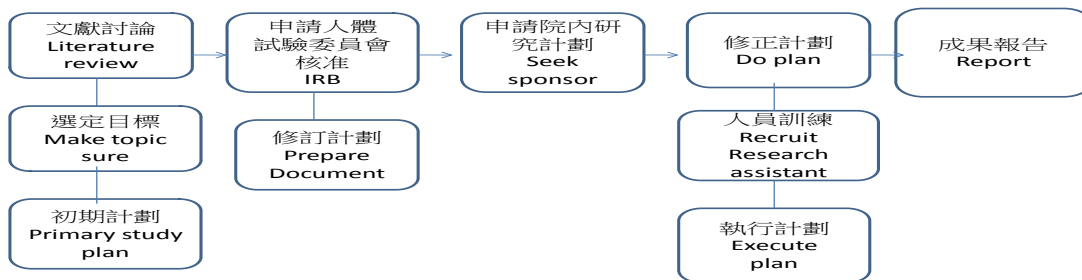 文獻討論
Literature
review
選定目標
Make topic
sure
初期計劃
Primary study
plan
申請人體
試驗委員會
核准
IRB
修訂計劃
Prepare
Document
申請院內研
究計劃
Seek
sponsor
修正計劃
Do plan
人員訓練
Recruit
Research
assistant
執行計劃
Execute
plan
成果報告
Report